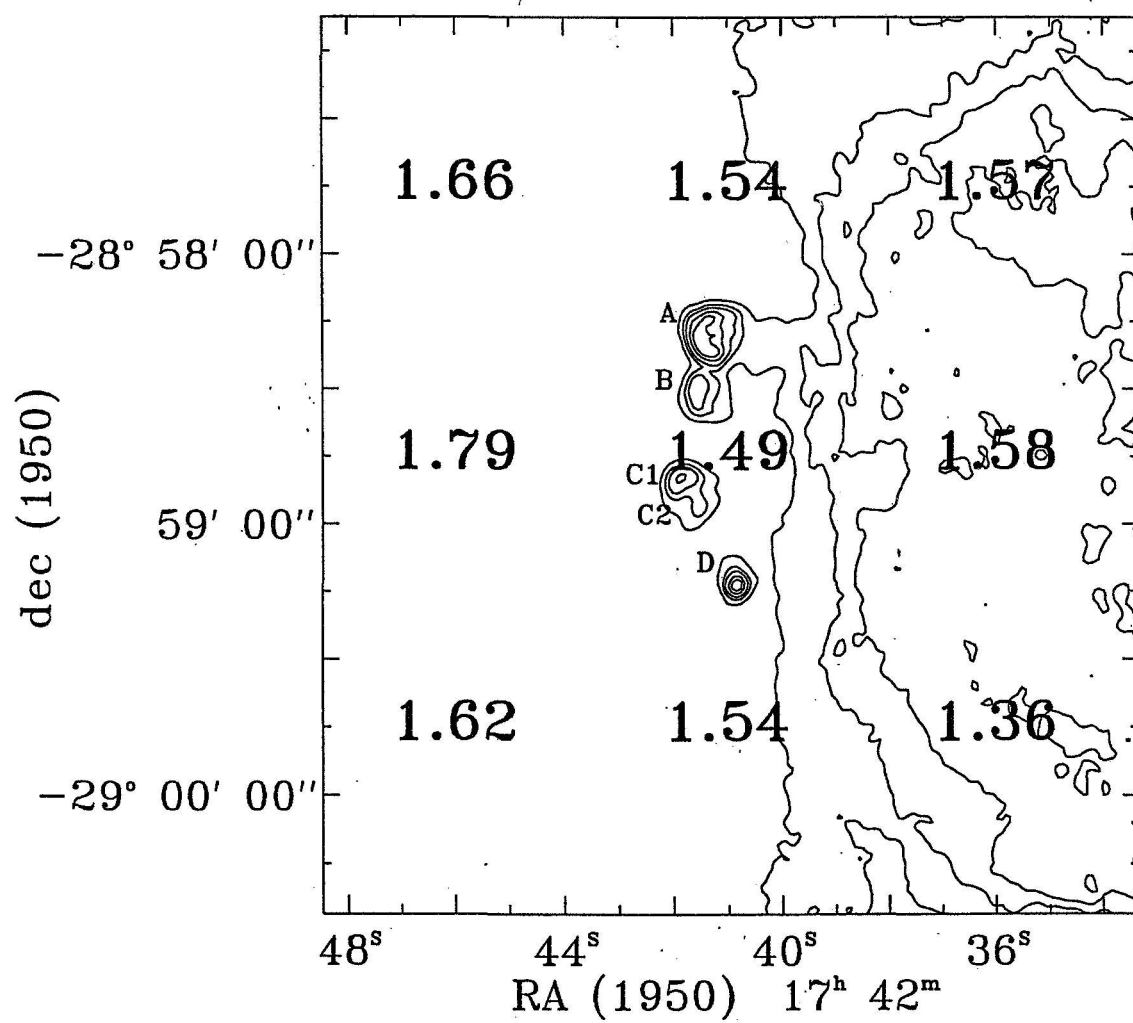 1.66 1.54 1.57
−28° 58′ 00″
A
B
1.79 1.49 1.58
C1
C2
59′ 00″
D
dec (1950)
1.62 1.54 1.36
−29° 00′ 00″
48ˢ 44ˢ 40ˢ 36ˢ
RA (1950) 17ʰ 42ᵐ